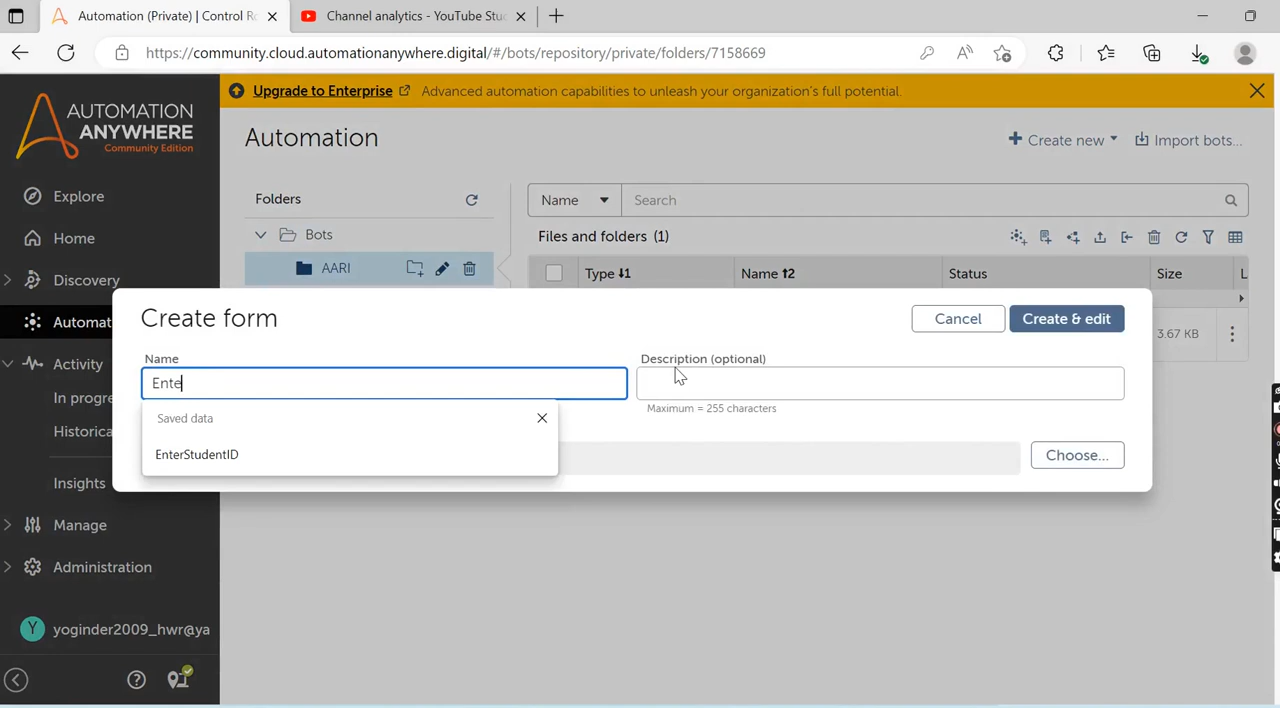 Automation (Private) | Control Ro
Channel analytics - YouTube Stu
https://community.cloud.automationanywhere.digital/#/bots/repository/private/folders/7158669
AUTOMATION
ANYWHERE
Community Edition
Upgrade to Enterprise
Advanced automation capabilities to unleash your organization's full potential.
Explore
Home
Discovery
Automat
Activity
In progre
Historica
Insights
Manage
Administration
Y
yoginder2009_hwr@ya
Automation
Create new
Import bots...
Folders
Bots
AARI
Name
Search
Files and folders (1)
Type
Name
Status
Size
L
3.67 KB
Create form
Cancel
Create & edit
Name
Ente
Saved data
EnterStudentID
Description (optional)
Maximum = 255 characters
Choose...